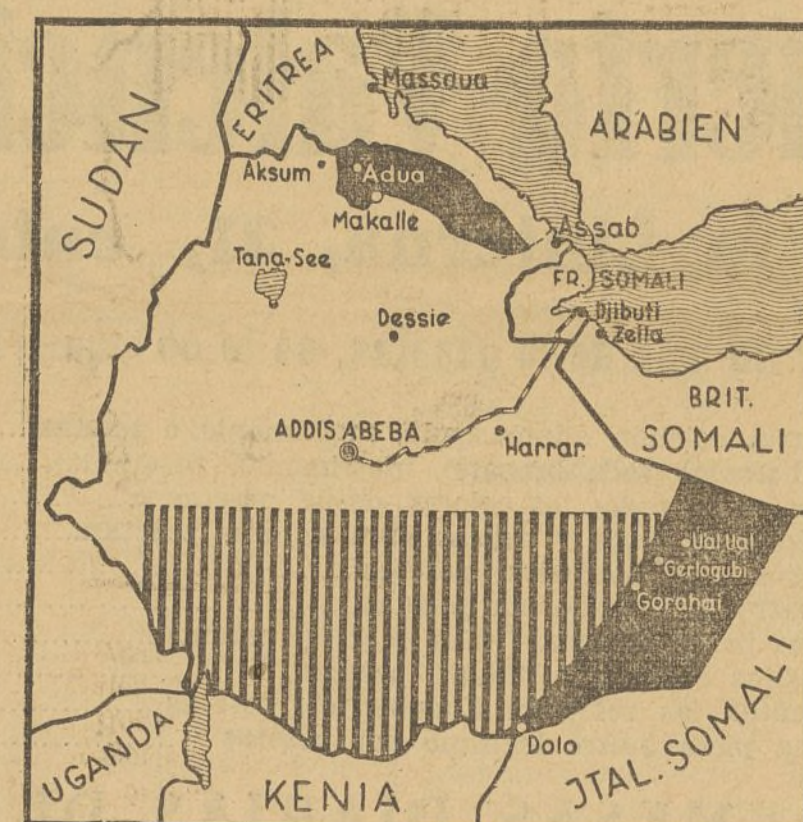 SUDAN
ERITREA
Massaua
ARABIEN
Aksum
Adua
Makalle
Assab
Tana-See
FR. SOMALI
Djibuti
Zeila
Dessie
BRIT.
SOMALI
ADDIS ABEBA
Harrar
Ual Ual
Gerlogubi
Gorahai
Dolo
UGANDA
KENIA
JTAL. SOMALI